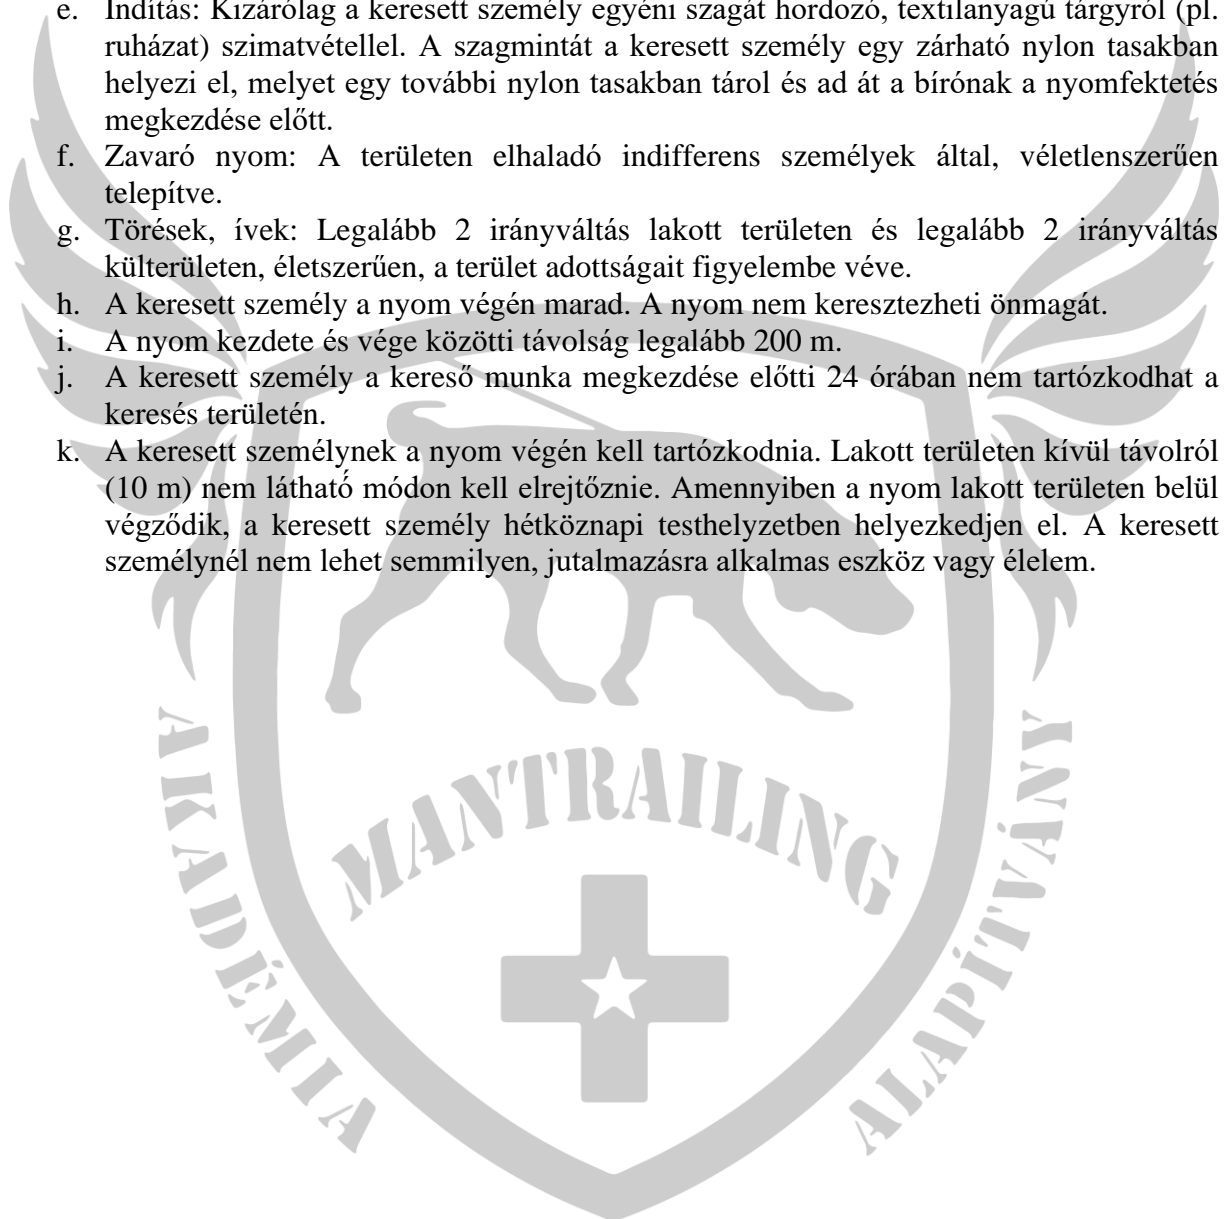 e. Indítás: Kizárólag a keresett személy egyéni szagát hordozó, textilanyagú tárgyról (pl.
ruházat) szimatvétellel. A szagmintát a keresett személy egy zárható nylon tasakban
helyezi el, melyet egy további nylon tasakban tárol és ad át a bírónak a nyomfektetés
megkezdése előtt.
f. Zavaró nyom: A területen elhaladó indifferens személyek által, véletlenszerűen
telepítve.
g. Törések, ívek: Legalább 2 irányváltás lakott területen és legalább 2 irányváltás
külterületen, életszerűen, a terület adottságait figyelembe véve.
h. A keresett személy a nyom végén marad. A nyom nem keresztezheti önmagát.
i. A nyom kezdete és vége közötti távolság legalább 200 m.
j. A keresett személy a kereső munka megkezdése előtti 24 órában nem tartózkodhat a
keresés területén.
k. A keresett személynek a nyom végén kell tartózkodnia. Lakott területen kívül távolról
(10 m) nem látható módon kell elrejtőznie. Amennyiben a nyom lakott területen belül
végződik, a keresett személy hétköznapi testhelyzetben helyezkedjen el. A keresett
személynél nem lehet semmilyen, jutalmazásra alkalmas eszköz vagy élelem.
MANTRAILING
AKADÉMIA
ALAPÍTVÁNY